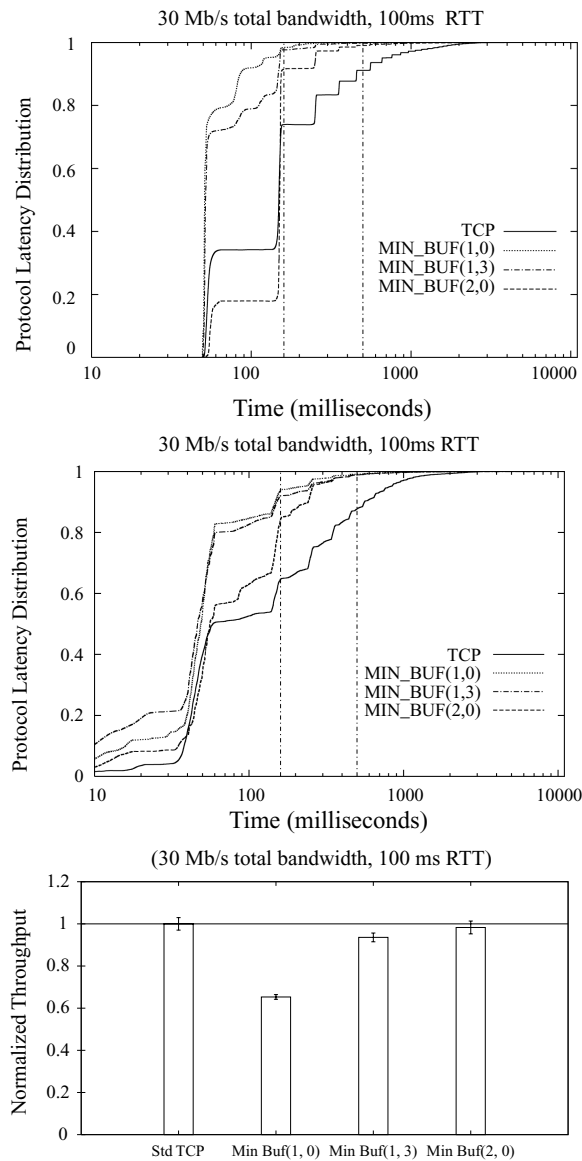 30 Mb/s total bandwidth, 100ms RTT
Protocol Latency Distribution
1
0.8
0.6
0.4
0.2
0
TCP
MIN_BUF(1,0)
MIN_BUF(1,3)
MIN_BUF(2,0)
10 100 1000 10000
Time (milliseconds)
30 Mb/s total bandwidth, 100ms RTT
Protocol Latency Distribution
1
0.8
0.6
0.4
0.2
0
TCP
MIN_BUF(1,0)
MIN_BUF(1,3)
MIN_BUF(2,0)
10 100 1000 10000
Time (milliseconds)
(30 Mb/s total bandwidth, 100 ms RTT)
Normalized Throughput
1.2
1
0.8
0.6
0.4
0.2
0
Std TCP Min Buf(1, 0) Min Buf(1, 3) Min Buf(2, 0)